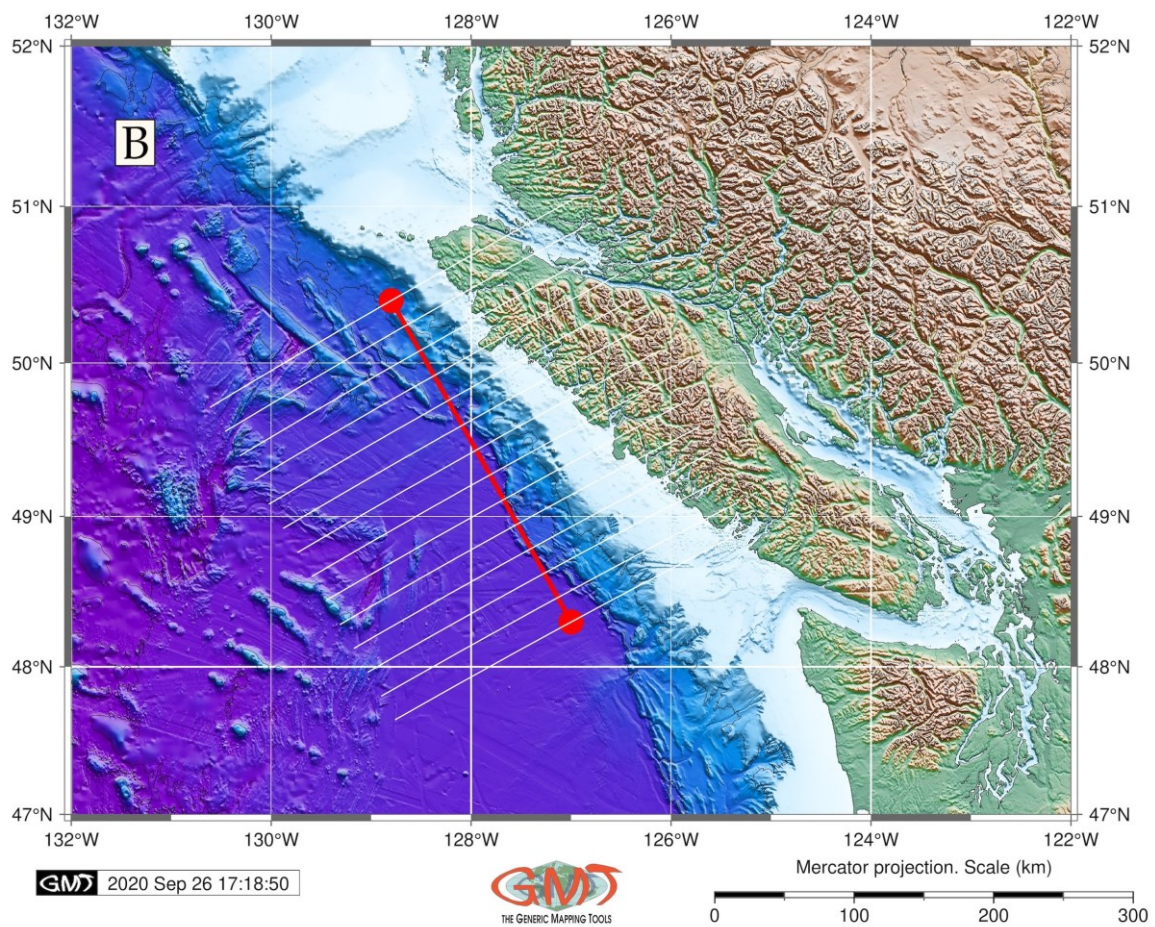 132°W 130°W 128°W 126°W 124°W 122°W
52°N 52°N
B
51°N 51°N
50°N 50°N
49°N 49°N
48°N 48°N
47°N 47°N
132°W 130°W 128°W 126°W 124°W 122°W
GMT 2020 Sep 26 17:18:50
GMT
THE GENERIC MAPPING TOOLS
Mercator projection. Scale (km)
0 100 200 300